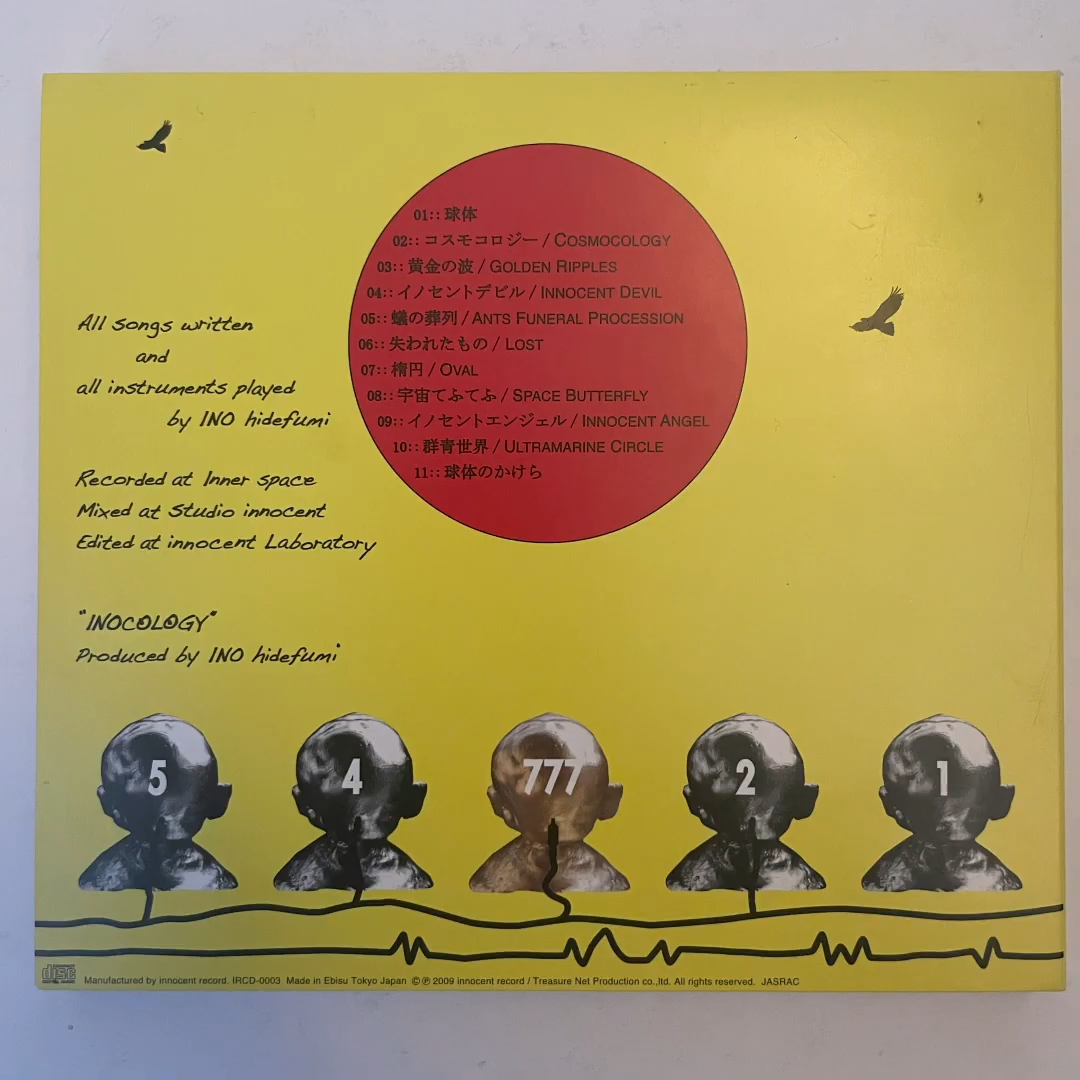 01:: 球体
02:: コスモコロジー / COSMOCOLOGY
03:: 黄金の波 / GOLDEN RIPPLES
04:: イノセントデビル / INNOCENT DEVIL
05:: 蟻の葬列 / ANTS FUNERAL PROCESSION
06:: 失われたもの / LOST
07:: 楕円 / OVAL
08:: 宇宙てふてふ / SPACE BUTTERFLY
09:: イノセントエンジェル / INNOCENT ANGEL
10:: 群青世界 / ULTRAMARINE CIRCLE
11:: 球体のかけら
All songs written
and
all instruments played
by INO hidefumi
Recorded at Inner space
Mixed at Studio innocent
Edited at innocent Laboratory
"INOCOLOGY"
Produced by INO hidefumi
5 4 777 2 1
disc
Manufactured by innocent record. IRCD-0003 Made in Ebisu Tokyo Japan ©℗ 2009 innocent record / Treasure Net Production co.,ltd. All rights reserved. JASRAC